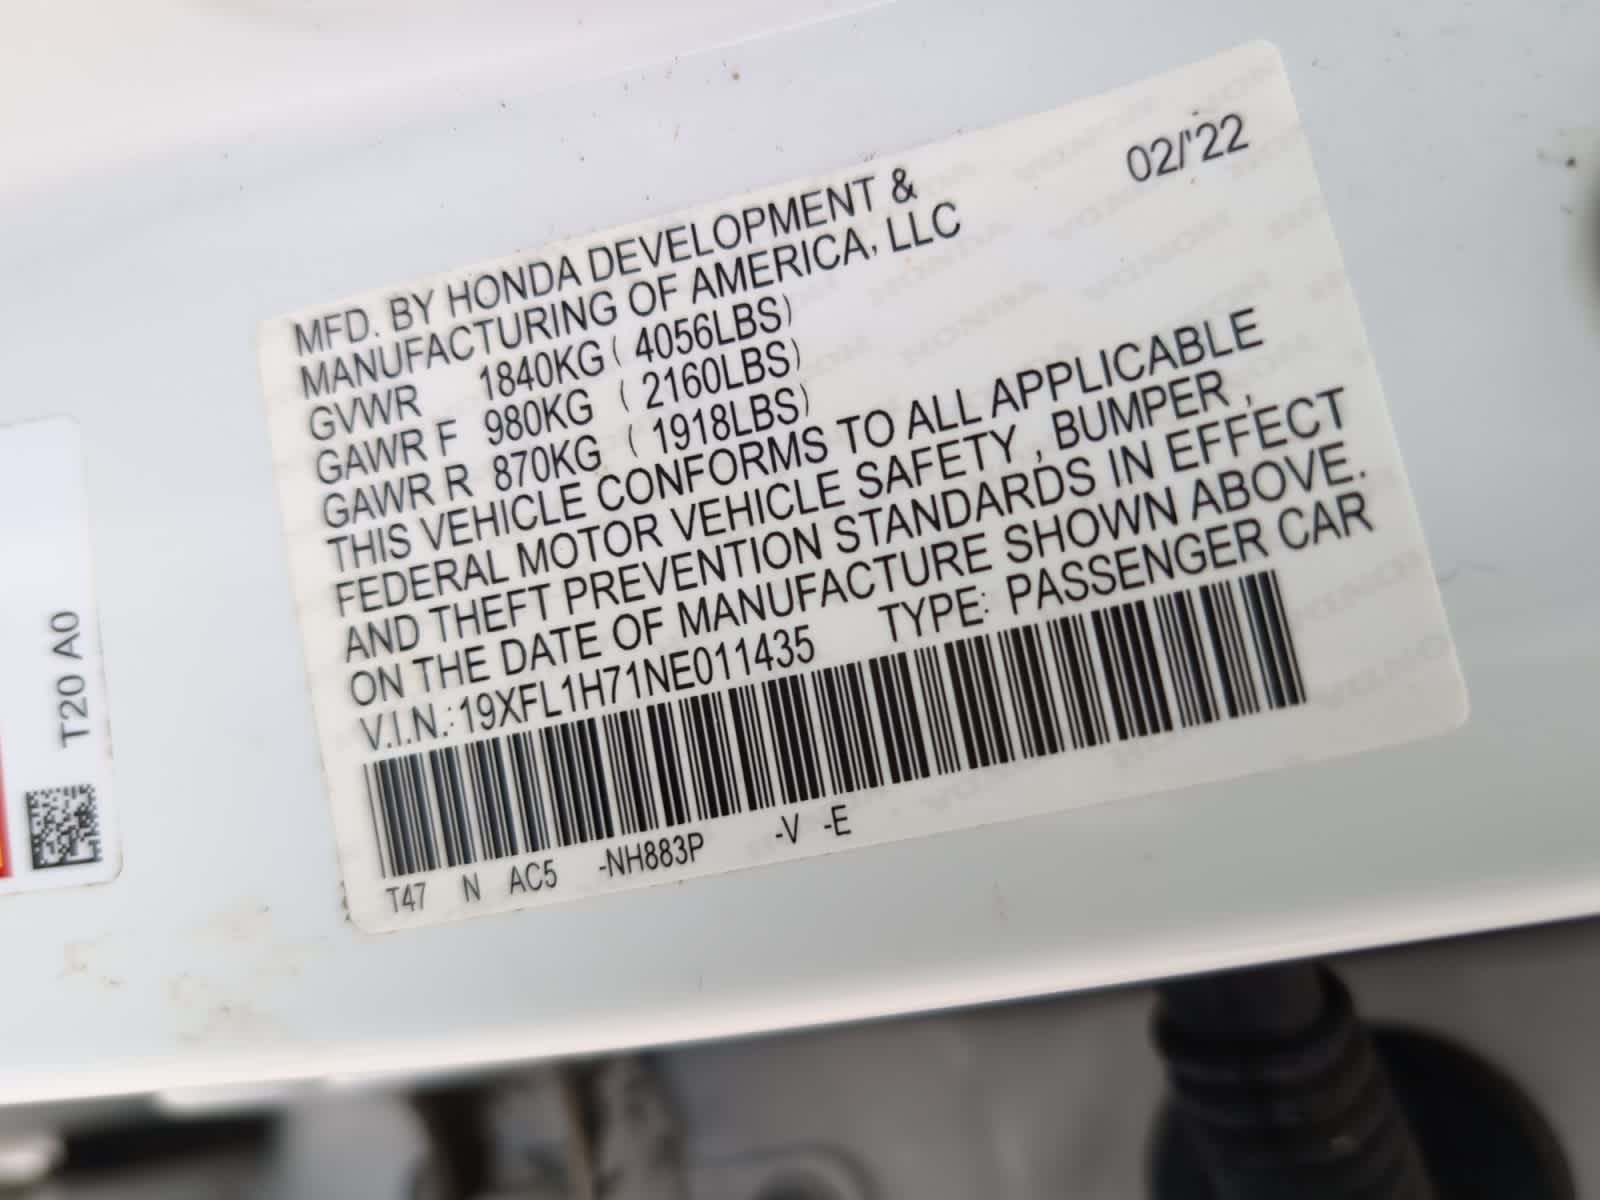 02/'22
MFD. BY HONDA DEVELOPMENT &
MANUFACTURING OF AMERICA, LLC
GVWR 1840KG ( 4056LBS)
GAWR F 980KG ( 2160LBS)
GAWR R 870KG ( 1918LBS)
THIS VEHICLE CONFORMS TO ALL APPLICABLE
FEDERAL MOTOR VEHICLE SAFETY , BUMPER ,
AND THEFT PREVENTION STANDARDS IN EFFECT
ON THE DATE OF MANUFACTURE SHOWN ABOVE.
V.I.N.: 19XFL1H71NE011435 TYPE: PASSENGER CAR
T47 N AC5 -NH883P -V -E
T20 A0